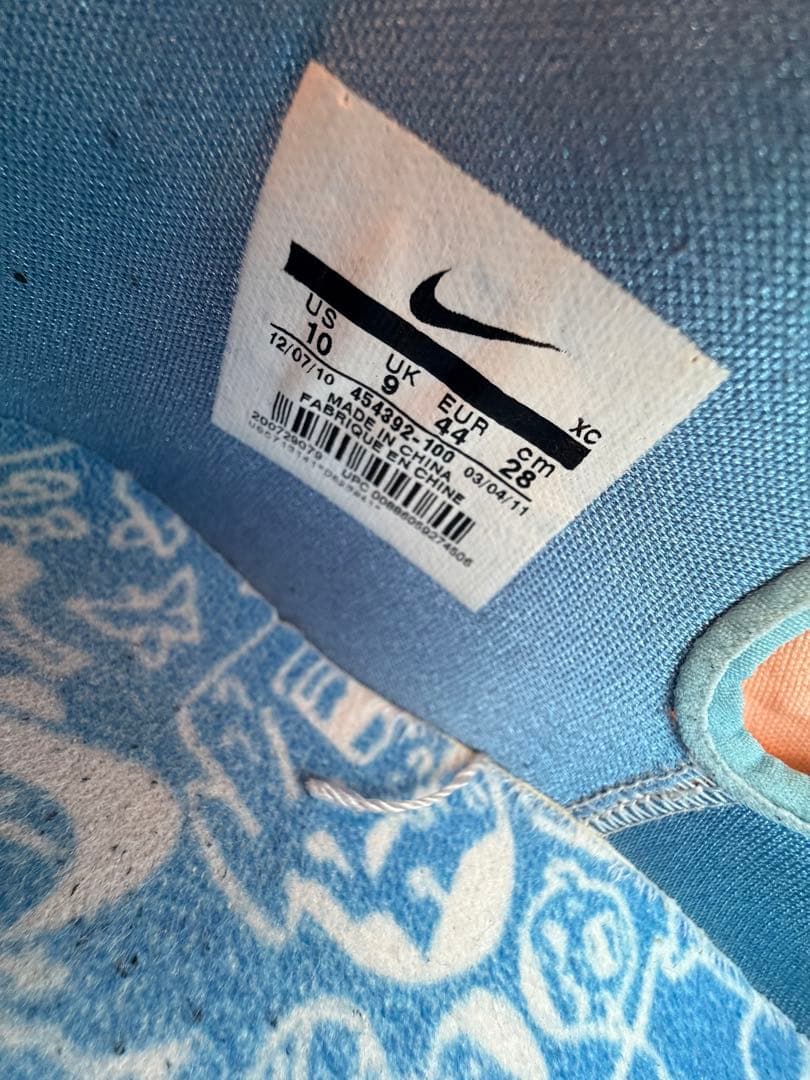 XC
US UK EUR cm
10 9 44 28
12/07/10 454392-100 03/04/11
MADE IN CHINA
FABRIQUE EN CHINE
200729079 UPC